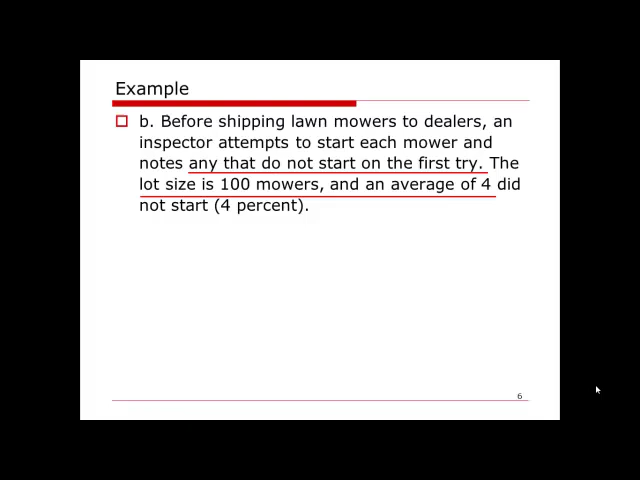 Example
b. Before shipping lawn mowers to dealers, an
inspector attempts to start each mower and
notes any that do not start on the first try. The
lot size is 100 mowers, and an average of 4 did
not start (4 percent).
6